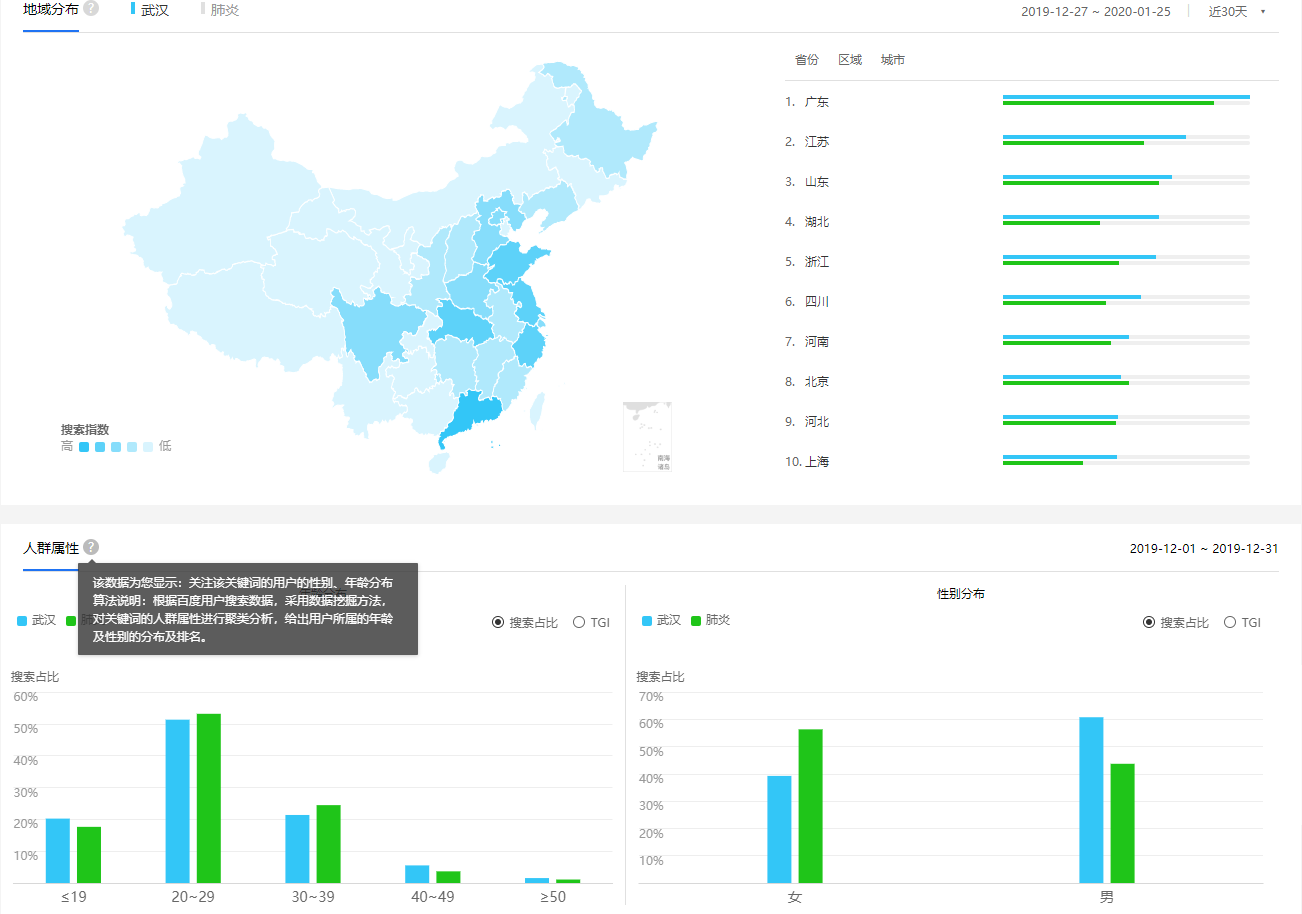 地域分布 ? 武汉 肺炎 2019-12-27 ~ 2020-01-25 近30天
省份 区域 城市
1. 广东
2. 江苏
3. 山东
4. 湖北
5. 浙江
6. 四川
7. 河南
8. 北京
9. 河北
10. 上海
搜索指数
高 低
南海
诸岛
人群属性 ? 2019-12-01 ~ 2019-12-31
该数据为您显示：关注该关键词的用户的性别、年龄分布
算法说明：根据百度用户搜索数据，采用数据挖掘方法，
对关键词的人群属性进行聚类分析，给出用户所属的年龄
及性别的分布及排名。
武汉
搜索占比 TGI
搜索占比
60%
50%
40%
30%
20%
10%
≤19 20~29 30~39 40~49 ≥50
性别分布
武汉 肺炎
搜索占比 TGI
搜索占比
70%
60%
50%
40%
30%
20%
10%
女 男